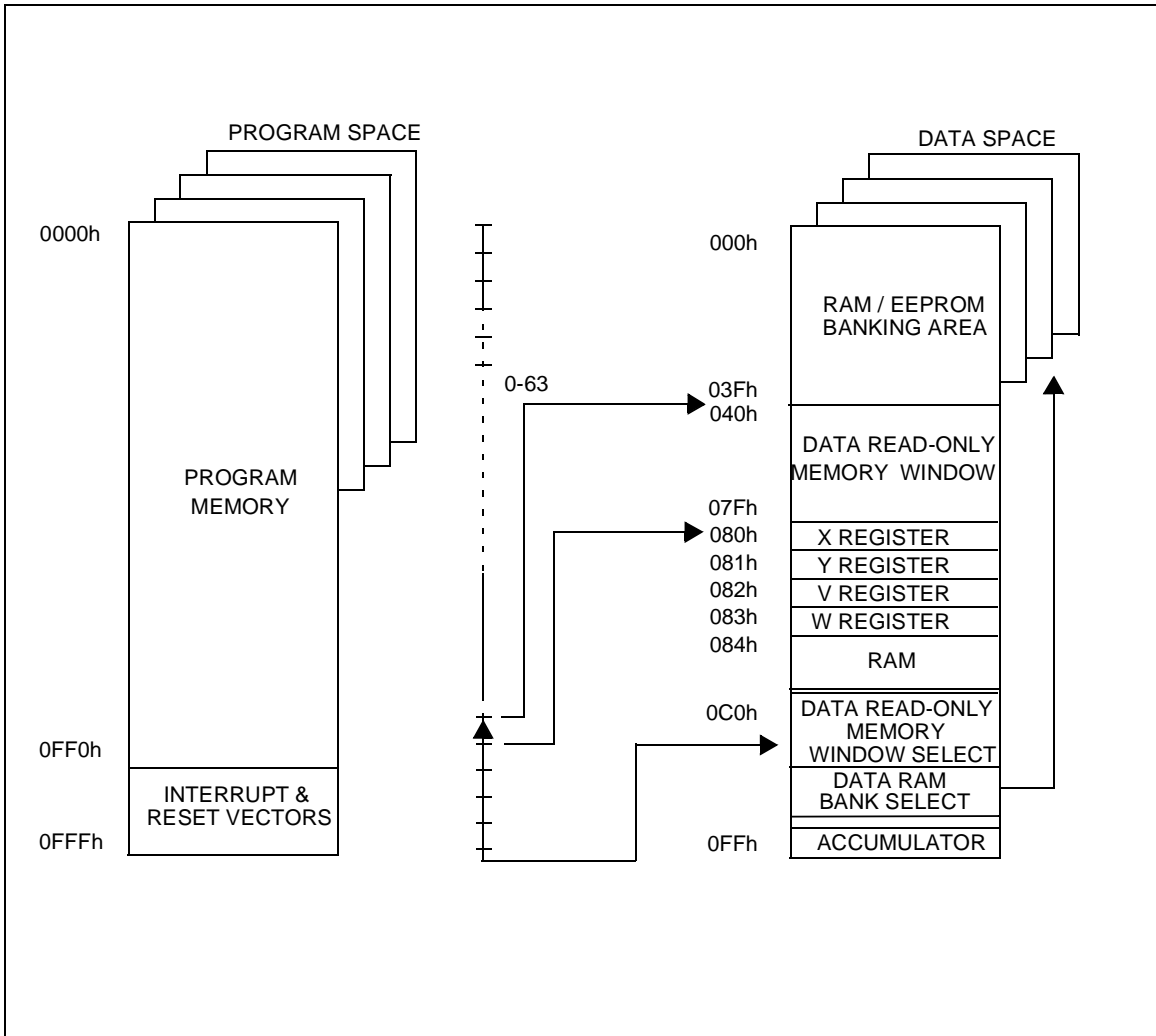 PROGRAM SPACE
0000h
PROGRAM
MEMORY
0FF0h
INTERRUPT &
RESET VECTORS
0FFFh
0-63
DATA SPACE
000h
RAM / EEPROM
BANKING AREA
03Fh
040h
DATA READ-ONLY
MEMORY WINDOW
07Fh
080h
X REGISTER
081h
Y REGISTER
082h
V REGISTER
083h
W REGISTER
084h
RAM
0C0h
DATA READ-ONLY
MEMORY
WINDOW SELECT
DATA RAM
BANK SELECT
0FFh
ACCUMULATOR